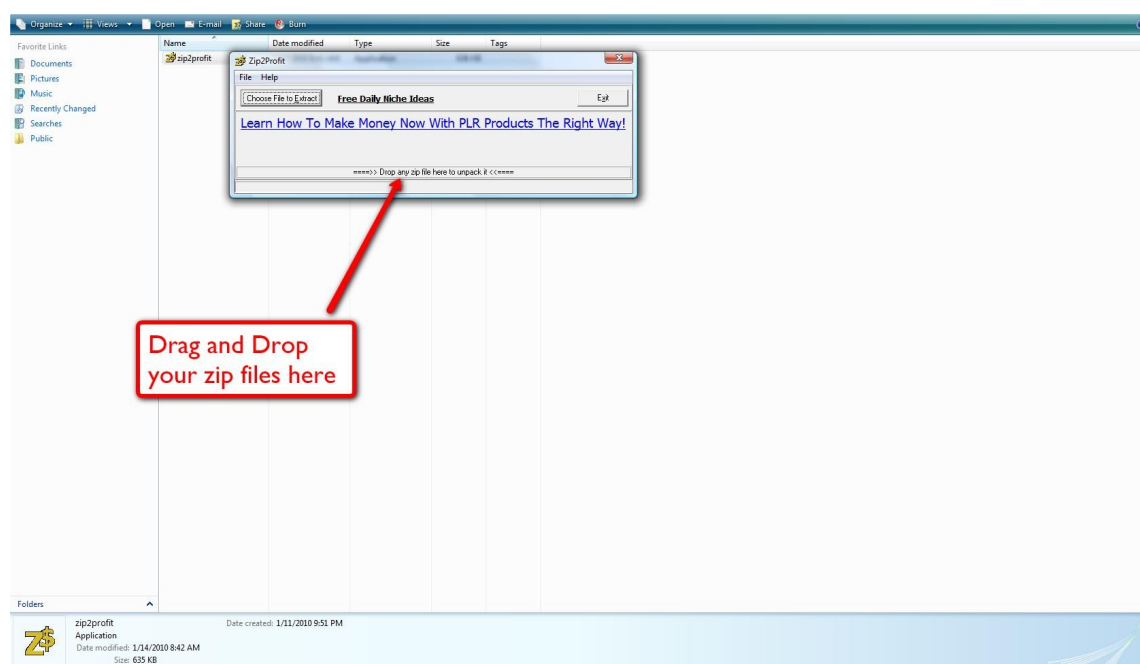 Organize Views Open E-mail Share Burn
Favorite Links
Documents
Pictures
Music
Recently Changed
Searches
Public
Name Date modified Type Size Tags
zip2profit
Zip2Profit
File Help
Choose File to Extract Free Daily Niche Ideas Exit
Learn How To Make Money Now With PLR Products The Right Way!
====>> Drop any zip file here to unpack it <<====
Drag and Drop
your zip files here
Folders
zip2profit Date created: 1/11/2010 9:51 PM
Application
Date modified: 1/14/2010 8:42 AM
Size: 635 KB